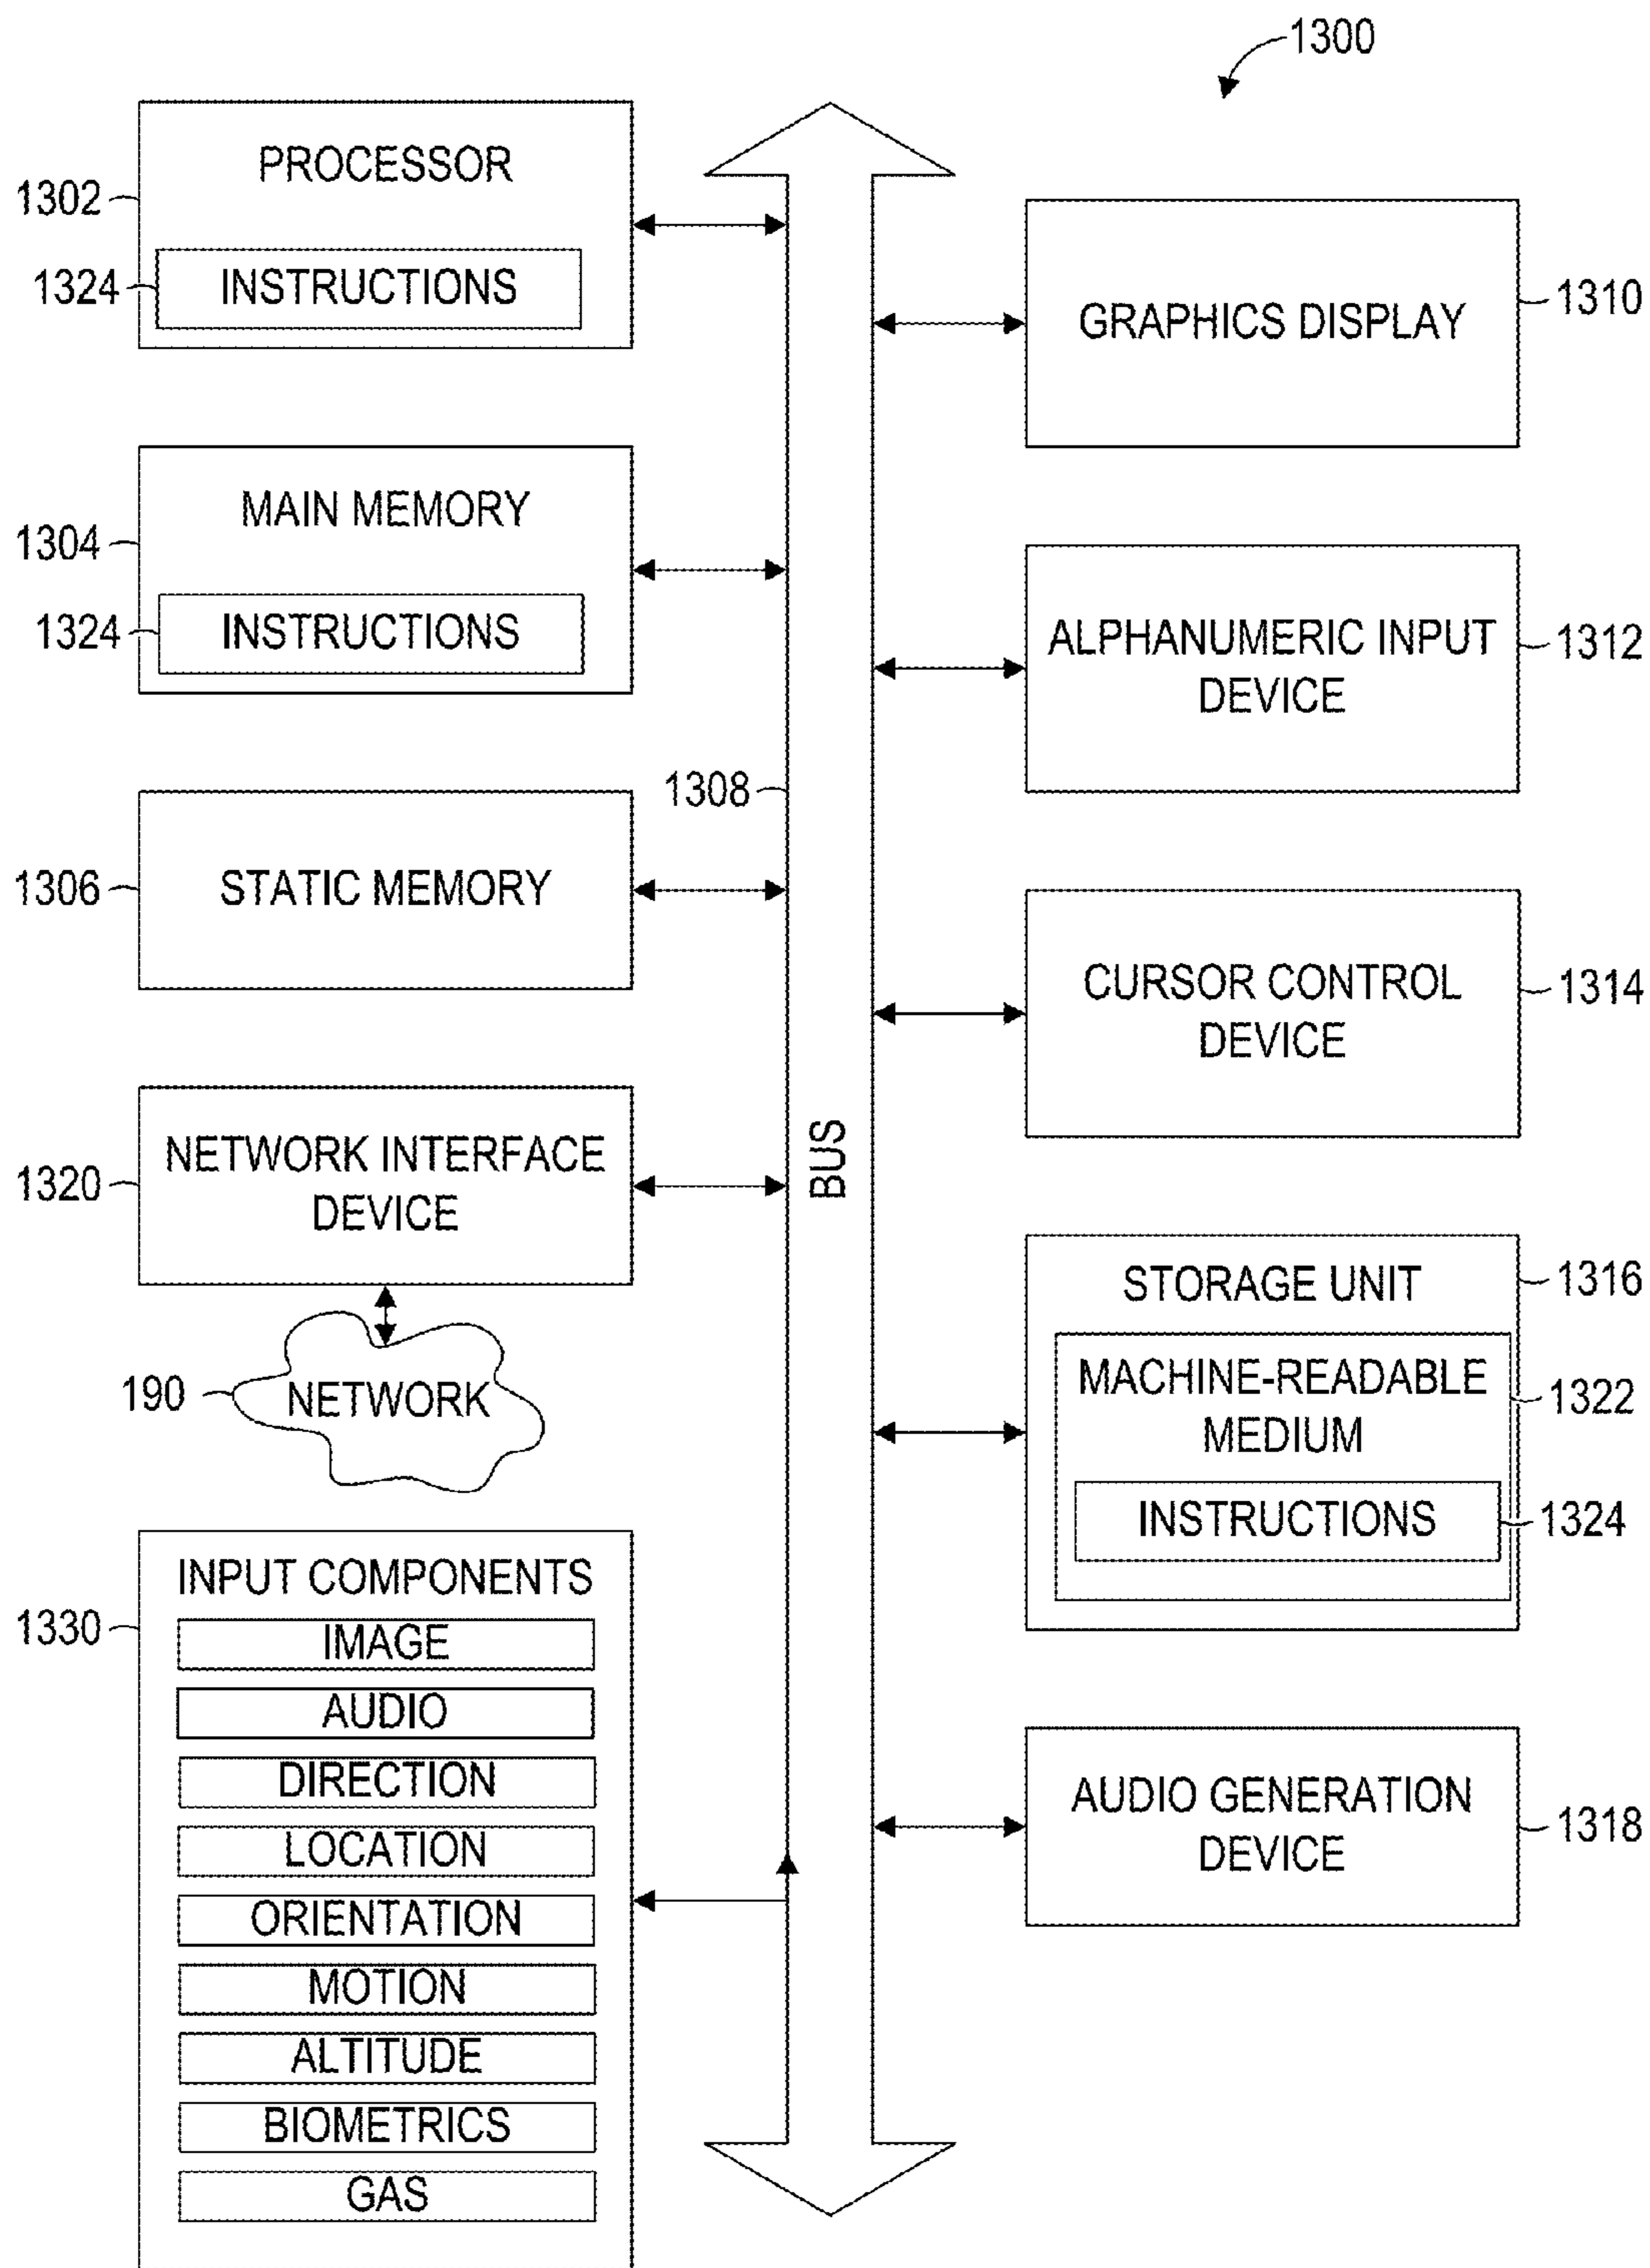 1300
PROCESSOR
1302
1324
INSTRUCTIONS
MAIN MEMORY
1304
1324
INSTRUCTIONS
1308
1306
STATIC MEMORY
NETWORK INTERFACE
DEVICE
1320
190
NETWORK
INPUT COMPONENTS
1330
IMAGE
AUDIO
DIRECTION
LOCATION
ORIENTATION
MOTION
ALTITUDE
BIOMETRICS
GAS
BUS
GRAPHICS DISPLAY
1310
ALPHANUMERIC INPUT
DEVICE
1312
CURSOR CONTROL
DEVICE
1314
STORAGE UNIT
1316
MACHINE-READABLE
MEDIUM
1322
INSTRUCTIONS
1324
AUDIO GENERATION
DEVICE
1318